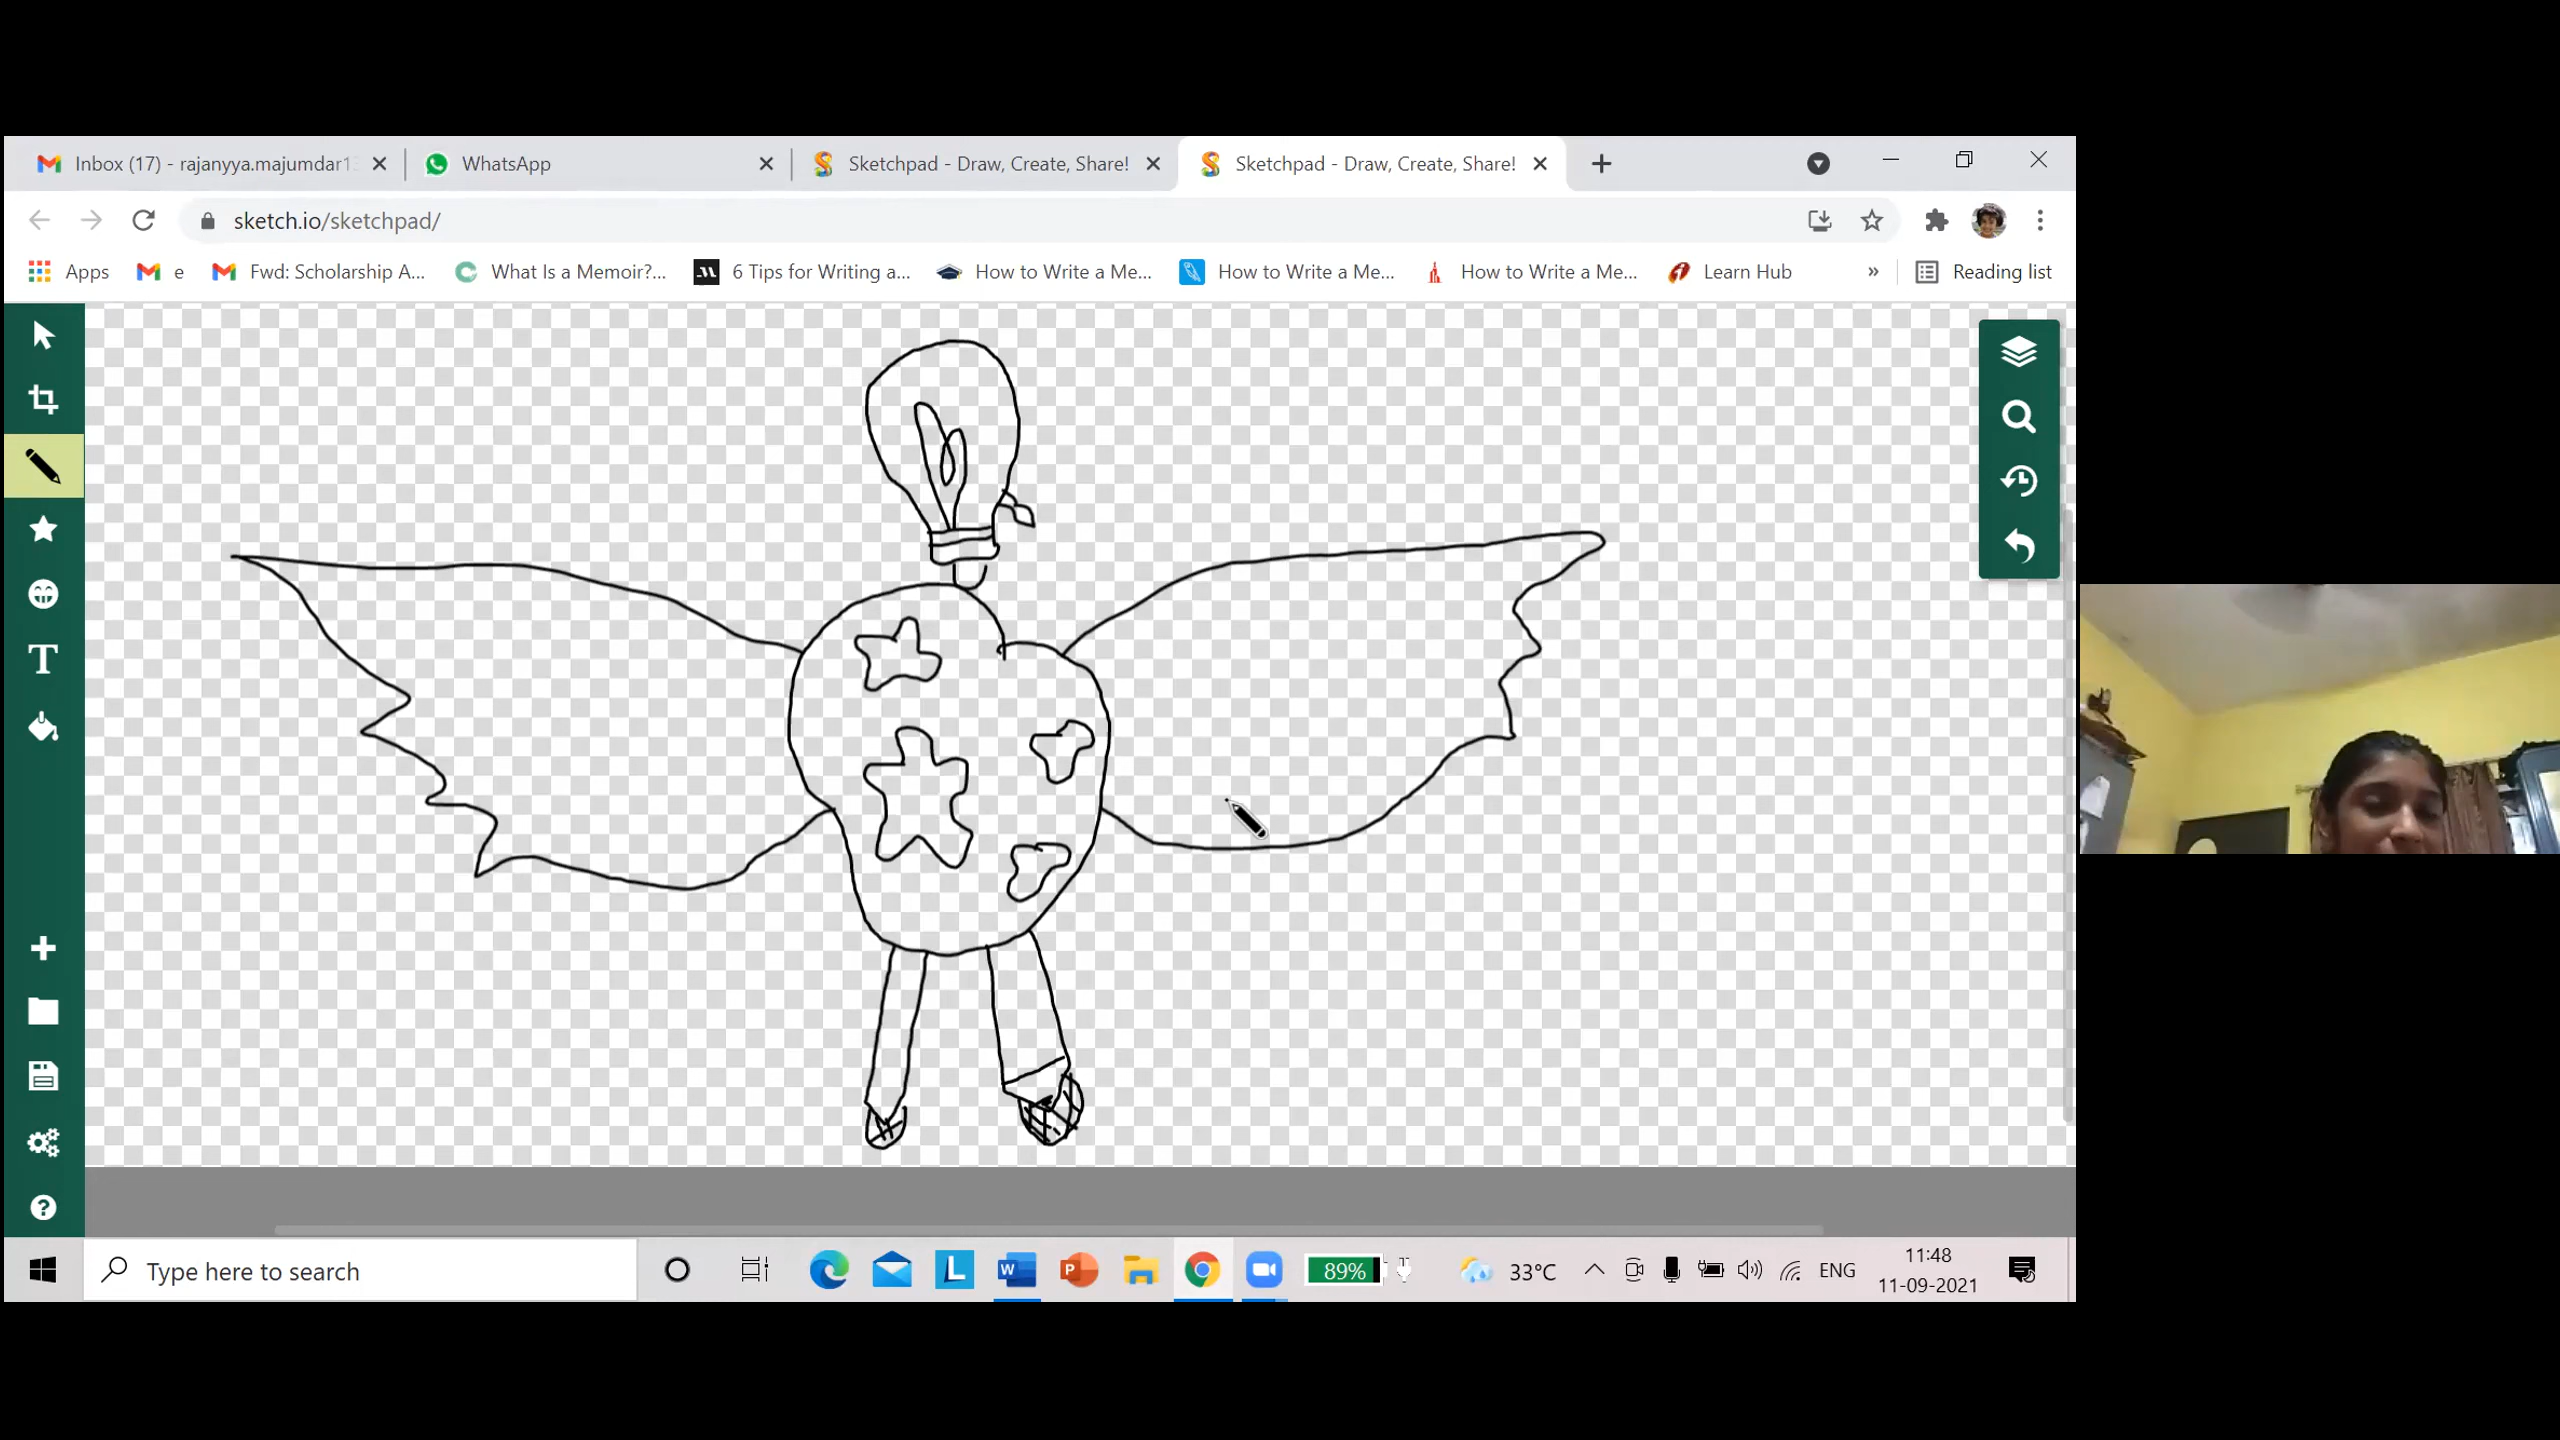 Inbox (17) - rajanyya.majumdar1
WhatsApp
Sketchpad - Draw, Create, Share!
Sketchpad - Draw, Create, Share!
sketch.io/sketchpad/
Apps
e
Fwd: Scholarship A...
What Is a Memoir?...
6 Tips for Writing a...
How to Write a Me...
How to Write a Me...
How to Write a Me...
Learn Hub
»
Reading list
T
Type here to search
89%
33°C
ENG
11:48
11-09-2021